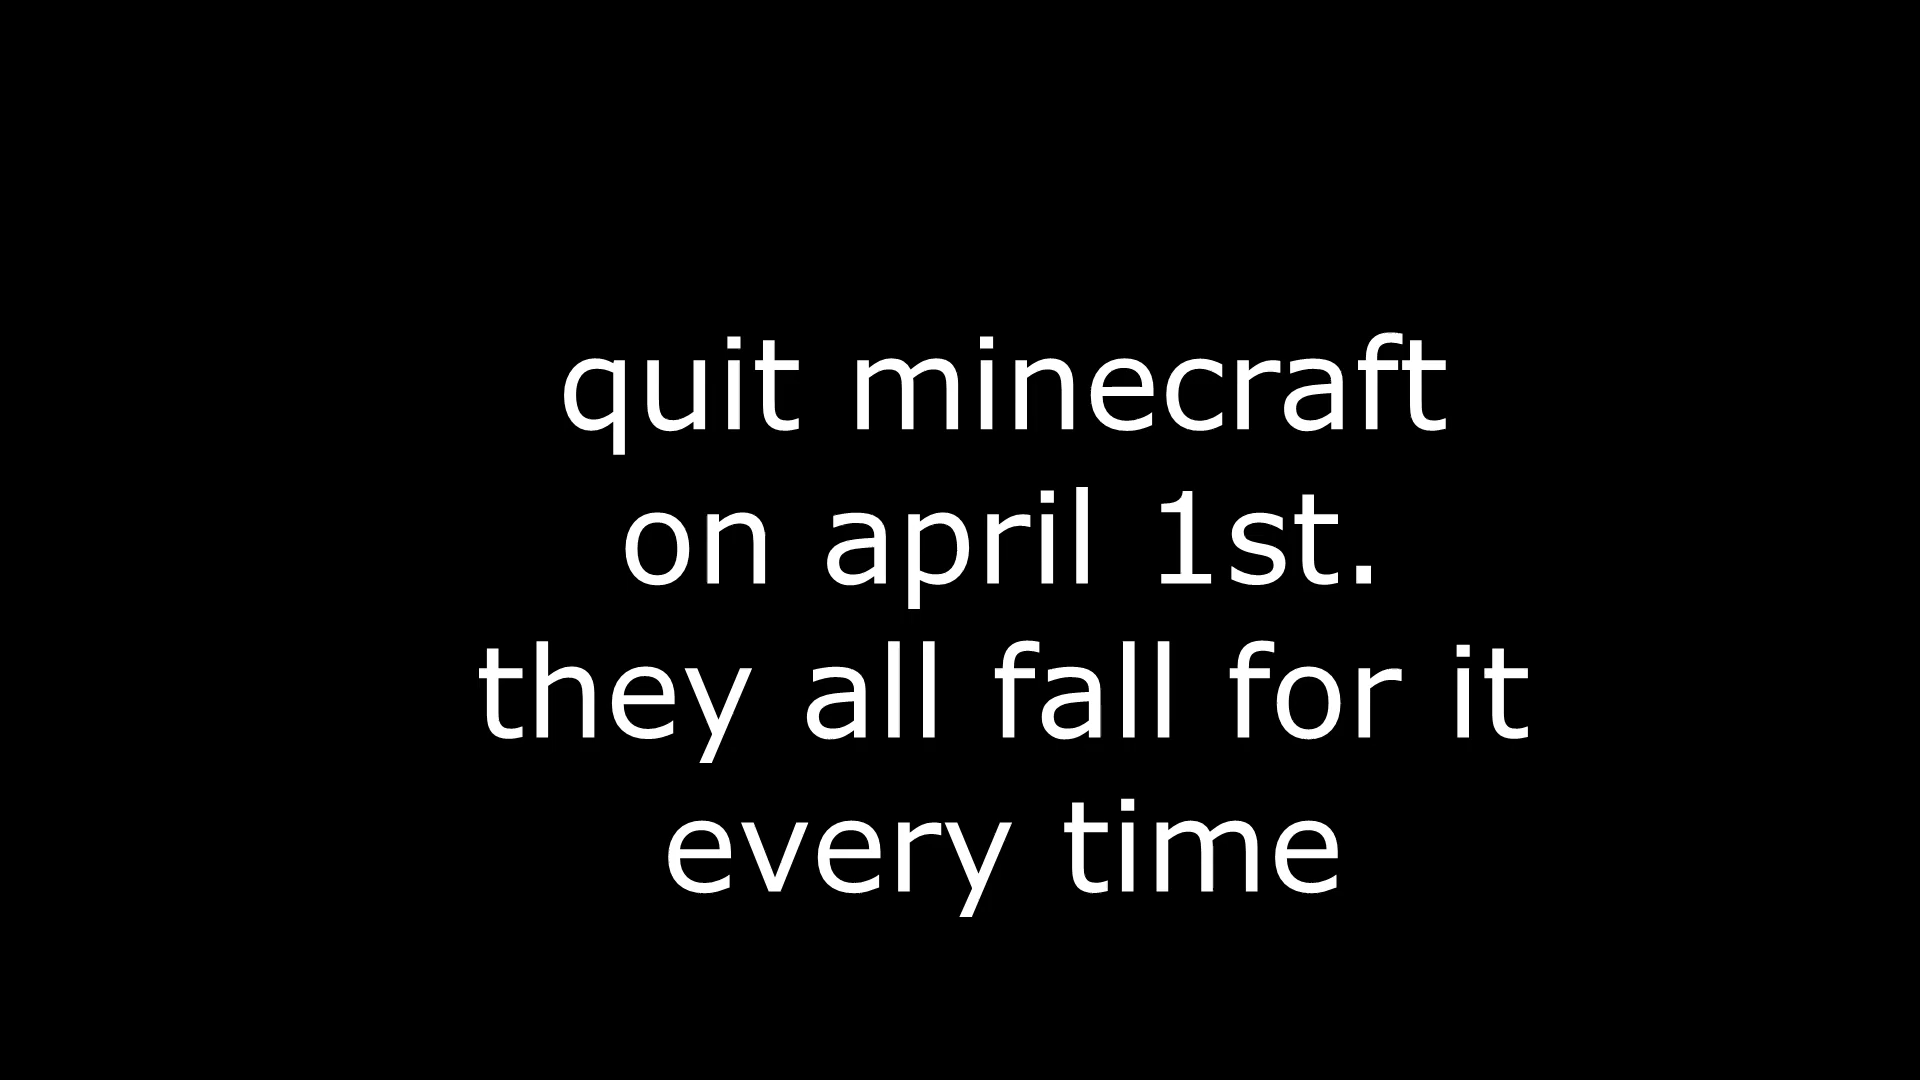 quit minecraft
on april 1st.
they all fall for it
every time